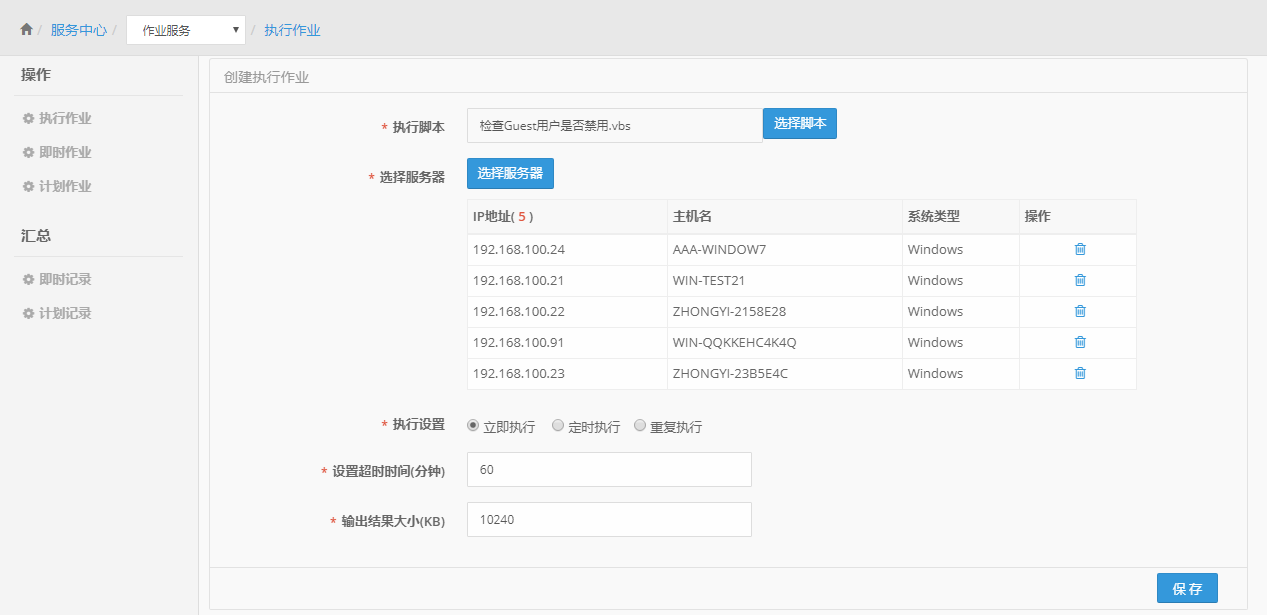 / 服务中心 / 作业服务 ▼ / 执行作业
操作
执行作业
即时作业
计划作业
汇总
即时记录
计划记录
创建执行作业
* 执行脚本 检查Guest用户是否禁用.vbs 选择脚本
* 选择服务器 选择服务器
IP地址( 5 ) 主机名 系统类型 操作
192.168.100.24 AAA-WINDOW7 Windows
192.168.100.21 WIN-TEST21 Windows
192.168.100.22 ZHONGYI-2158E28 Windows
192.168.100.91 WIN-QQKKEHC4K4Q Windows
192.168.100.23 ZHONGYI-23B5E4C Windows
* 执行设置 立即执行 定时执行 重复执行
* 设置超时时间(分钟) 60
* 输出结果大小(KB) 10240
保 存